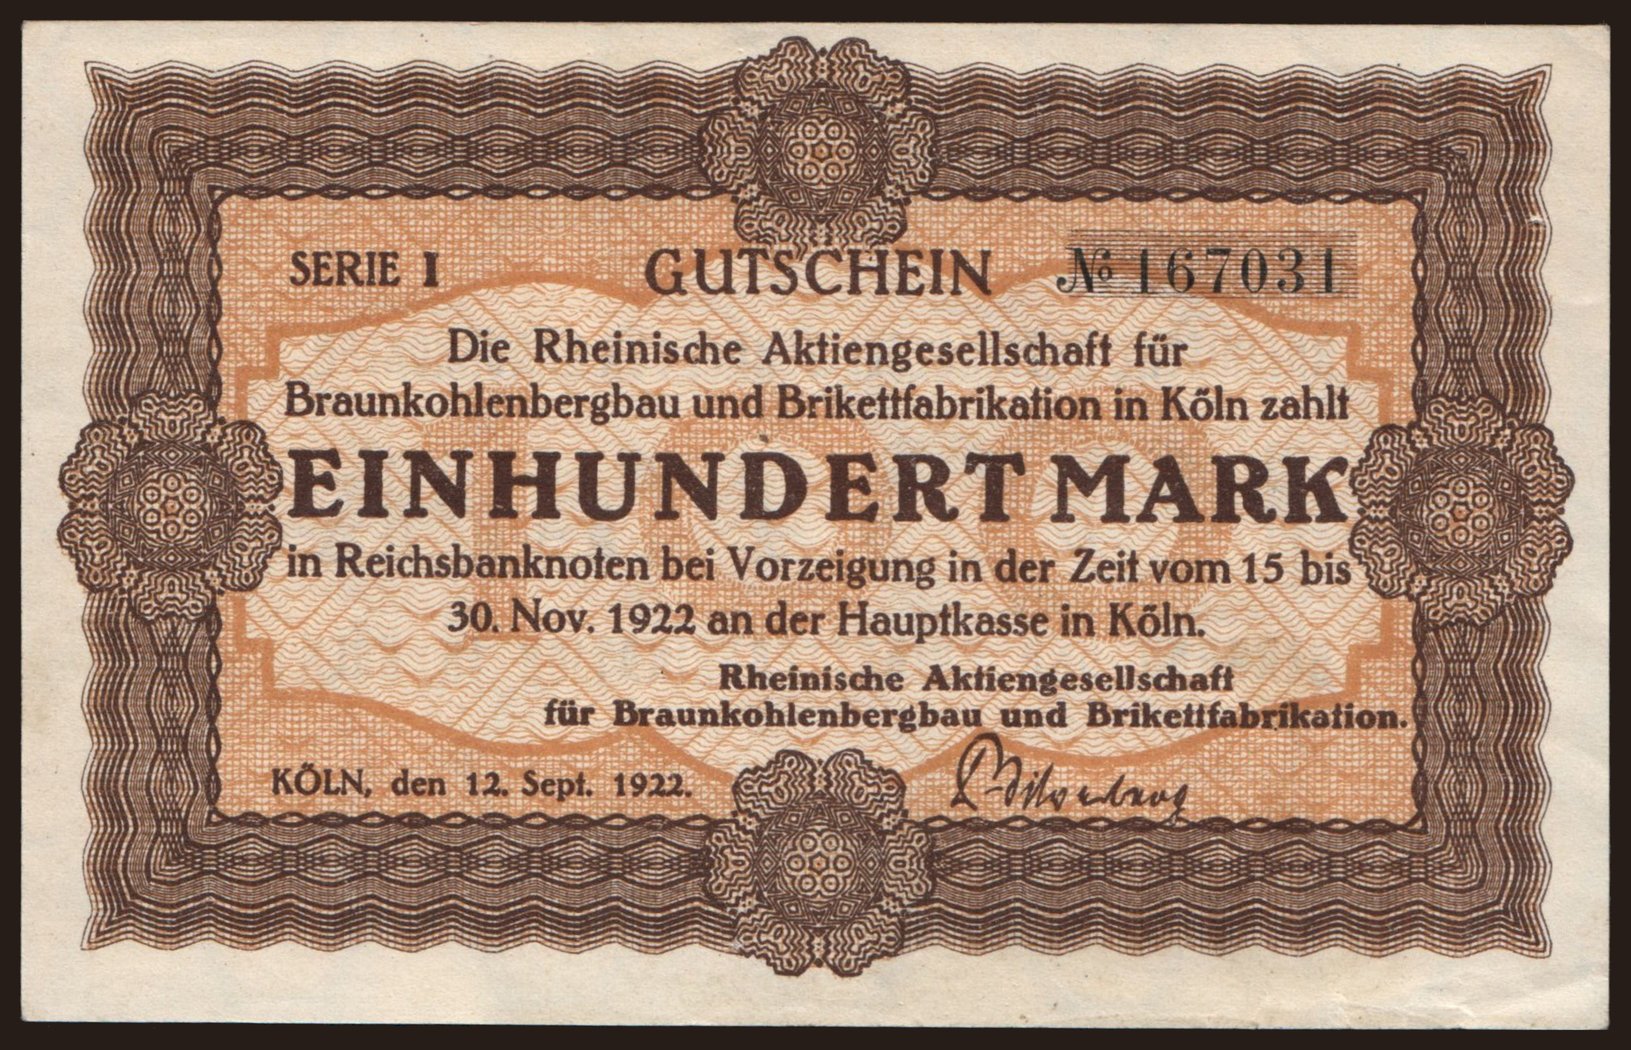 SERIE I GUTSCHEIN № 167031
Die Rheinische Aktiengesellschaft für
Braunkohlenbergbau und Brikettfabrikation in Köln zahlt
EINHUNDERT MARK
in Reichsbanknoten bei Vorzeigung in der Zeit vom 15 bis
30. Nov. 1922 an der Hauptkasse in Köln.
Rheinische Aktiengesellschaft
für Braunkohlenbergbau und Brikettfabrikation.
KÖLN, den 12. Sept. 1922.